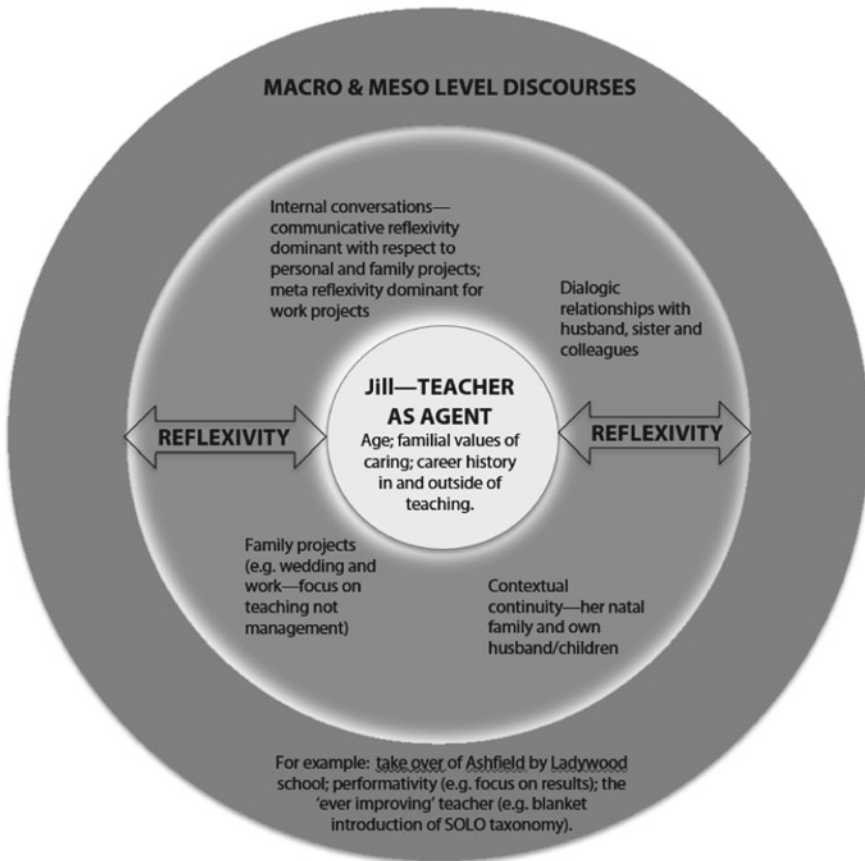 MACRO & MESO LEVEL DISCOURSES
Internal conversations—
communicative reflexivity
dominant with respect to
personal and family projects;
meta reflexivity dominant for
work projects
Dialogic
relationships with
husband, sister and
colleagues
Jill—TEACHER
AS AGENT
Age; familial values of
caring; career history
in and outside of
teaching.
REFLEXIVITY
REFLEXIVITY
Family projects
(e.g. wedding and
work—focus on
teaching not
management)
Contextual
continuity—her natal
family and own
husband/children
For example: take over of Ashfield by Ladywood
school; performativity (e.g. focus on results); the
‘ever improving’ teacher (e.g. blanket
introduction of SOLO taxonomy).